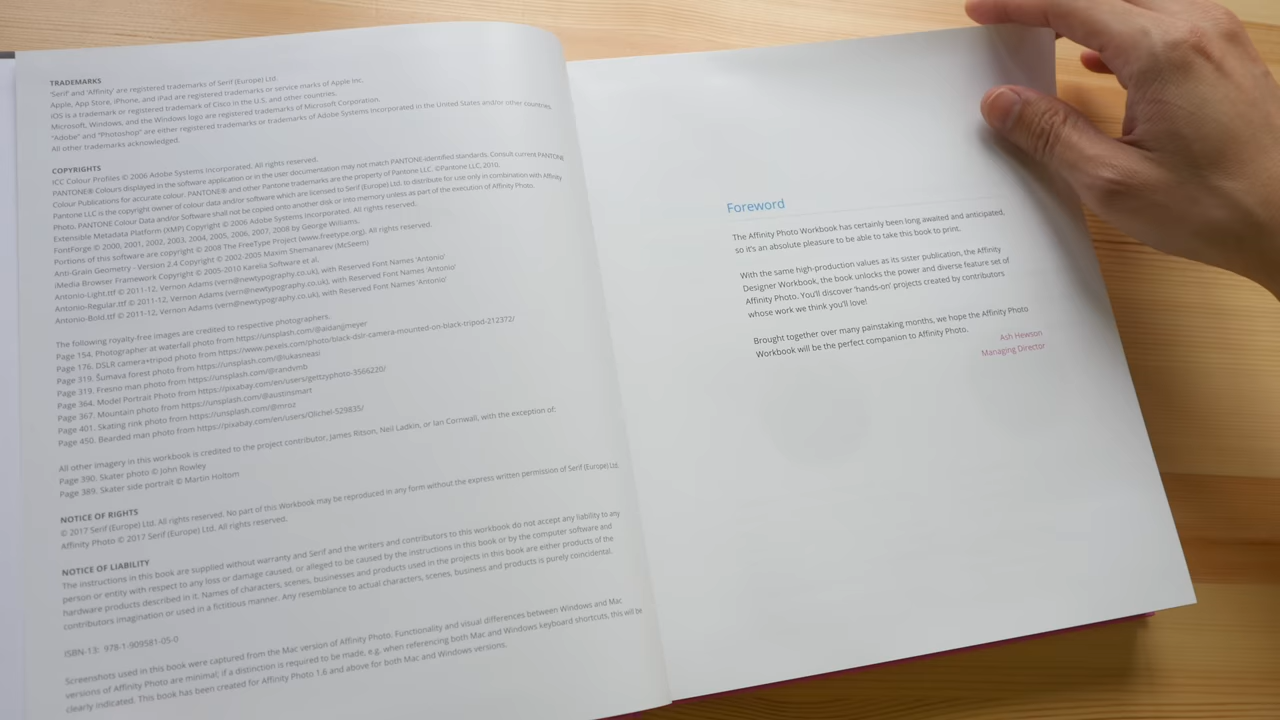 TRADEMARKS
'Serif' and 'Affinity' are registered trademarks of Serif (Europe) Ltd.
Apple, App Store, iPhone, and iPad are registered trademarks or service marks of Apple Inc.
iOS is a trademark or registered trademark of Cisco in the U.S. and other countries.
Microsoft, Windows, and the Windows logo are registered trademarks of Microsoft Corporation.
"Adobe" and "Photoshop" are either registered trademarks or trademarks of Adobe Systems Incorporated in the United States and/or other countries.
All other trademarks acknowledged.
COPYRIGHTS
ICC Colour Profiles © 2006 Adobe Systems Incorporated. All rights reserved.
PANTONE® Colours displayed in the software application or in the user documentation may not match PANTONE-identified standards. Consult current PANTONE
Colour Publications for accurate colour. PANTONE® and other Pantone trademarks are the property of Pantone LLC. ©Pantone LLC, 2010.
Pantone LLC is the copyright owner of colour data and/or software which are licensed to Serif (Europe) Ltd. to distribute for use only in combination with Affinity
Photo. PANTONE Colour Data and/or Software shall not be copied onto another disk or into memory unless as part of the execution of Affinity Photo.
Extensible Metadata Platform (XMP) Copyright © 2006 Adobe Systems Incorporated. All rights reserved.
FontForge © 2000, 2001, 2002, 2003, 2004, 2005, 2006, 2007, 2008 by George Williams.
Portions of this software are copyright © 2008 The FreeType Project (www.freetype.org). All rights reserved.
Anti-Grain Geometry - Version 2.4 Copyright © 2002-2005 Maxim Shemanarev (McSeem)
iMedia Browser Framework Copyright © 2005-2010 Karelia Software et al.
Antonio-Light.ttf © 2011-12, Vernon Adams (vern@newtypography.co.uk), with Reserved Font Names 'Antonio'
Antonio-Regular.ttf © 2011-12, Vernon Adams (vern@newtypography.co.uk), with Reserved Font Names 'Antonio'
Antonio-Bold.ttf © 2011-12, Vernon Adams (vern@newtypography.co.uk), with Reserved Font Names 'Antonio'
The following royalty-free images are credited to respective photographers.
Page 154. Photographer at waterfall photo from https://unsplash.com/@aidanjmeyer
Page 176. DSLR camera+tripod photo from https://www.pexels.com/photo/black-dslr-camera-mounted-on-black-tripod-212372/
Page 319. Šumava forest photo from https://unsplash.com/@lukasneasi
Page 319. Fresno man photo from https://unsplash.com/@randvmb
Page 364. Model Portrait Photo from https://pixabay.com/en/users/gettzyphoto-3566220/
Page 367. Mountain photo from https://unsplash.com/@austinsmart
Page 401. Skating rink photo from https://unsplash.com/@mroz
Page 450. Bearded man photo from https://pixabay.com/en/users/Olichel-529835/
All other imagery in this workbook is credited to the project contributor, James Ritson, Neil Ladkin, or Ian Cornwall, with the exception of:
Page 390. Skater photo © John Rowley
Page 389. Skater side portrait © Martin Holtom
NOTICE OF RIGHTS
© 2017 Serif (Europe) Ltd. All rights reserved. No part of this Workbook may be reproduced in any form without the express written permission of Serif (Europe) Ltd.
Affinity Photo © 2017 Serif (Europe) Ltd. All rights reserved.
NOTICE OF LIABILITY
The instructions in this book are supplied without warranty and Serif and the writers and contributors to this workbook do not accept any liability to any
person or entity with respect to any loss or damage caused, or alleged to be caused by the instructions in this book or by the computer software and
hardware products described in it. Names of characters, scenes, businesses and products used in the projects in this book are either products of the
contributors imagination or used in a fictitious manner. Any resemblance to actual characters, scenes, business and products is purely coincidental.
ISBN-13: 978-1-909581-05-0
Screenshots used in this book were captured from the Mac version of Affinity Photo. Functionality and visual differences between Windows and Mac
versions of Affinity Photo are minimal; if a distinction is required to be made, e.g. when referencing both Mac and Windows keyboard shortcuts, this will be
clearly indicated. This book has been created for Affinity Photo 1.6 and above for both Mac and Windows versions.
Foreword
The Affinity Photo Workbook has certainly been long awaited and anticipated,
so it's an absolute pleasure to be able to take this book to print.
With the same high-production values as its sister publication, the Affinity
Designer Workbook, the book unlocks the power and diverse feature set of
Affinity Photo. You'll discover 'hands-on' projects created by contributors
whose work we think you'll love!
Brought together over many painstaking months, we hope the Affinity Photo
Workbook will be the perfect companion to Affinity Photo.
Ash Hewson
Managing Director